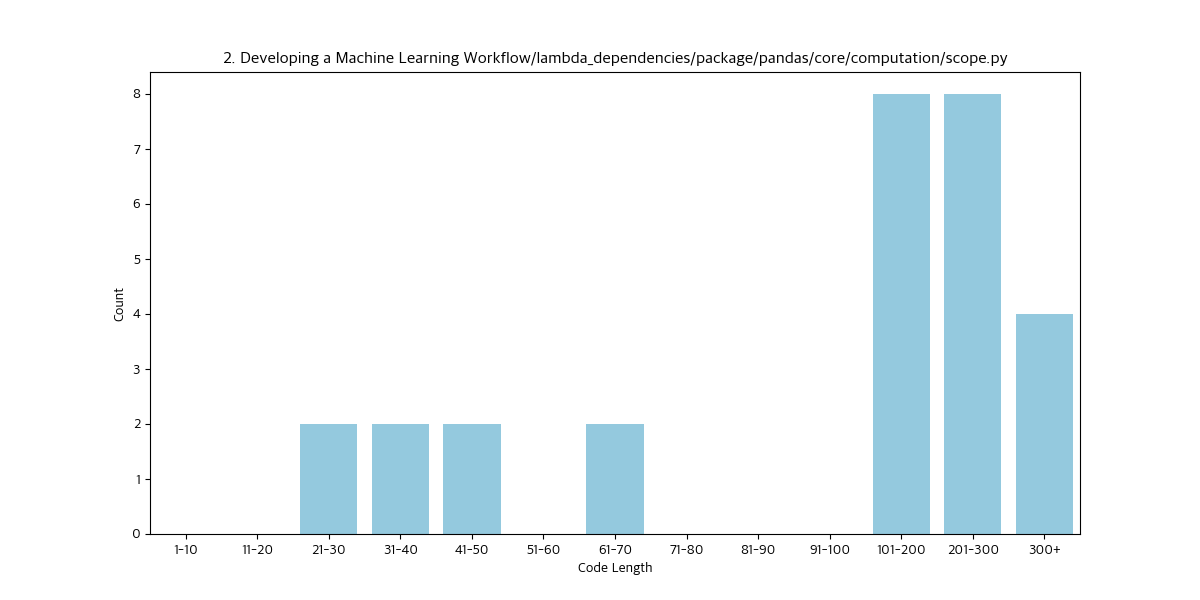 2. Developing a Machine Learning Workflow/lambda_dependencies/package/pandas/core/computation/scope.py
8
7
6
5
4
3
2
1
0
Count
1-10 11-20 21-30 31-40 41-50 51-60 61-70 71-80 81-90 91-100 101-200 201-300 300+
Code Length